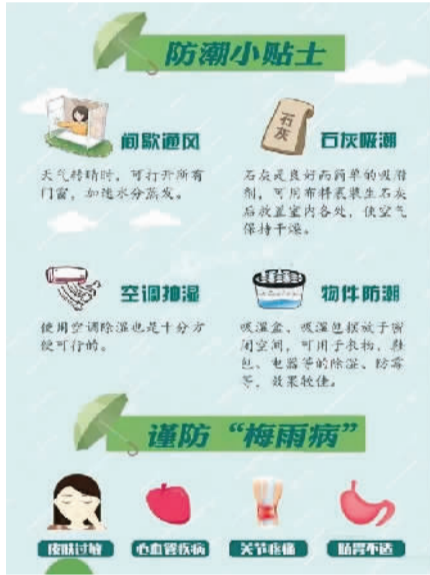 防潮小贴士
间歇通风
天气转晴时，可打开所有
门窗，加速水分蒸发。
石灰吸潮
石灰
石灰是良好而简单的吸潮
剂，可用布料裹装生石灰
后放置室内各处，使空气
保持干燥。
空调抽湿
使用空调除湿也是十分方
便可行的。
物件防潮
吸湿盒、吸湿包摆放于密
闭空间，可用于衣物、鞋
包、电器等的除湿、防霉
等，效果较佳。
谨防“梅雨病”
皮肤过敏
心血管疾病
关节疼痛
肠胃不适